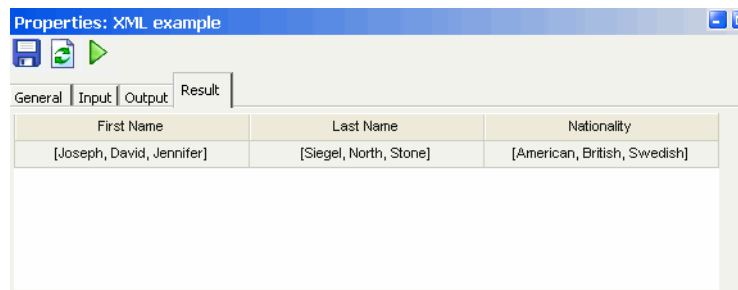 Properties: XML example
General Input Output Result
First Name Last Name Nationality
[Joseph, David, Jennifer] [Siegel, North, Stone] [American, British, Swedish]